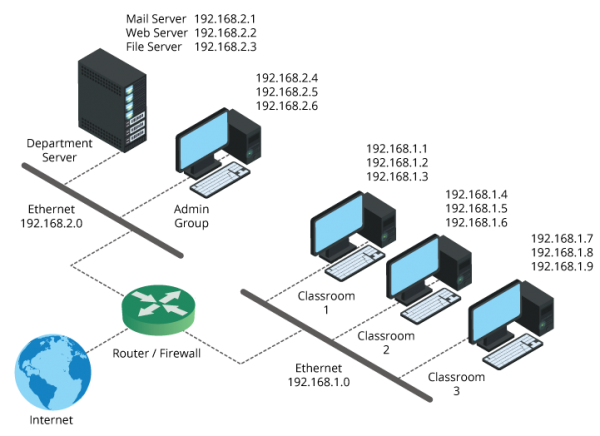 Mail Server 192.168.2.1
Web Server 192.168.2.2
File Server 192.168.2.3
192.168.2.4
192.168.2.5
192.168.2.6
Department
Server
Ethernet
192.168.2.0
Admin
Group
192.168.1.1
192.168.1.2
192.168.1.3
192.168.1.4
192.168.1.5
192.168.1.6
192.168.1.7
192.168.1.8
192.168.1.9
Classroom
1
Classroom
2
Classroom
3
Router / Firewall
Ethernet
192.168.1.0
Internet